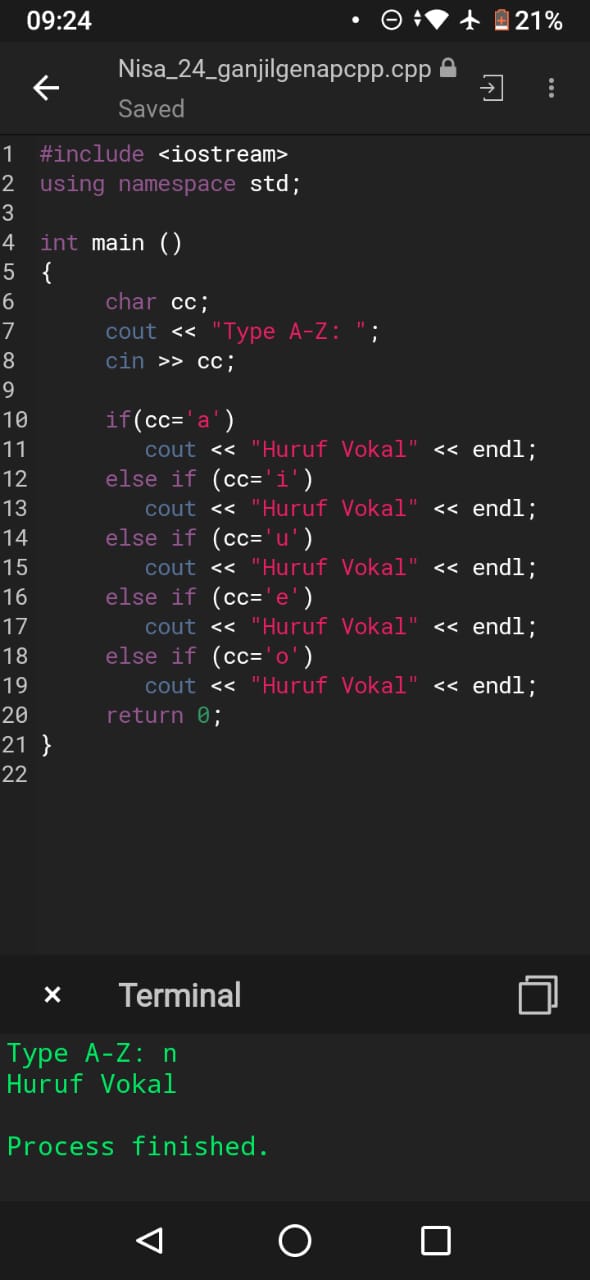 09:24
21%
Nisa_24_ganjilgenapcpp.cpp
Saved
1 #include <iostream>
2 using namespace std;
3
4 int main ()
5 {
6 char cc;
7 cout << "Type A-Z: ";
8 cin >> cc;
9
10 if(cc='a')
11 cout << "Huruf Vokal" << endl;
12 else if (cc='i')
13 cout << "Huruf Vokal" << endl;
14 else if (cc='u')
15 cout << "Huruf Vokal" << endl;
16 else if (cc='e')
17 cout << "Huruf Vokal" << endl;
18 else if (cc='o')
19 cout << "Huruf Vokal" << endl;
20 return 0;
21 }
22
× Terminal
Type A-Z: n
Huruf Vokal
Process finished.